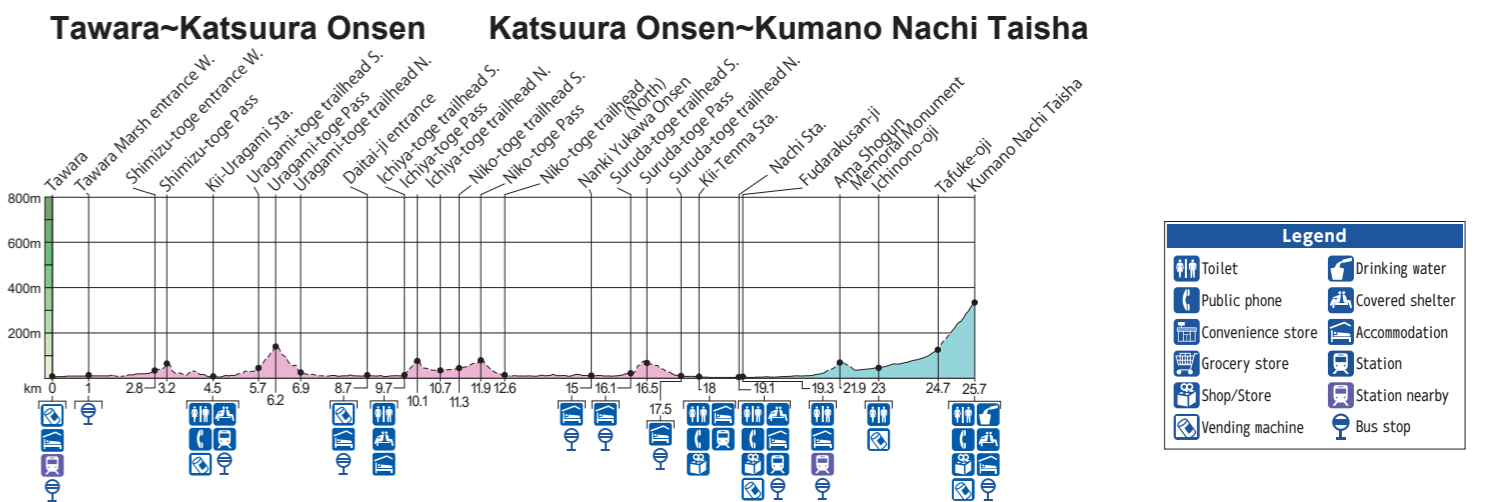 Tawara~Katsuura Onsen
Katsuura Onsen~Kumano Nachi Taisha
Tawara
Tawara Marsh entrance W.
Shimizu-toge entrance W.
Shimizu-toge Pass
Kii-Uragami Sta.
Uragami-toge trailhead S.
Uragami-toge Pass
Uragami-toge trailhead N.
Daitai-ji entrance
Ichiya-toge trailhead S.
Ichiya-toge Pass
Ichiya-toge trailhead N.
Niko-toge trailhead S.
Niko-toge Pass
Niko-toge trailhead
(North)
Nanki Yukawa Onsen
Suruda-toge trailhead S.
Suruda-toge Pass
Suruda-toge trailhead N.
Kii-Tenma Sta.
Nachi Sta.
Fudarakusan-ji
Ama Shogun
Memorial Monument
Ichinono-oji
Tafuke-oji
Kumano Nachi Taisha
800m
600m
400m
200m
km 0 1 2.8 3.2 4.5 5.7 6.2 6.9 8.7 9.7 10.1 10.7 11.3 11.9 12.6 15 16.1 16.5 17.5 18 19.1 19.3 21.9 23 24.7 25.7
Legend
Toilet
Drinking water
Public phone
Covered shelter
Convenience store
Accommodation
Grocery store
Station
Shop/Store
Station nearby
Vending machine
Bus stop